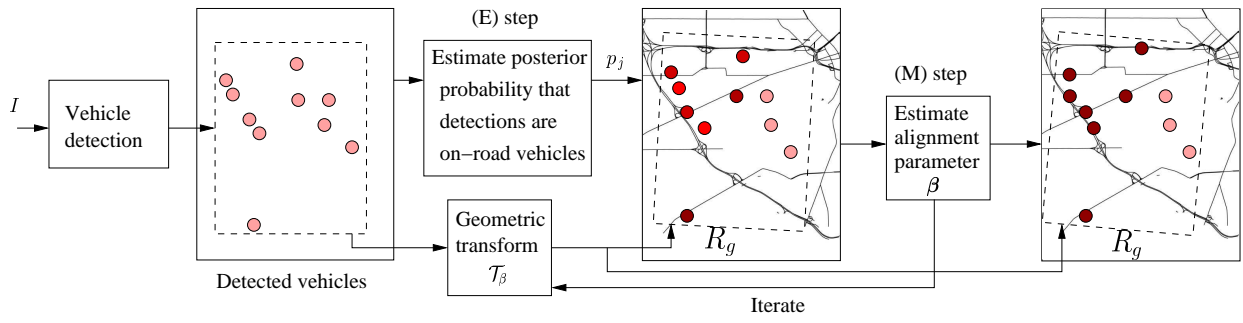 I
Vehicle
detection
Detected vehicles
(E) step
Estimate posterior
probability that
detections are
on−road vehicles
p_j
Geometric
transform
𝒯_β
R_g
(M) step
Estimate
alignment
parameter
β
Iterate
R_g